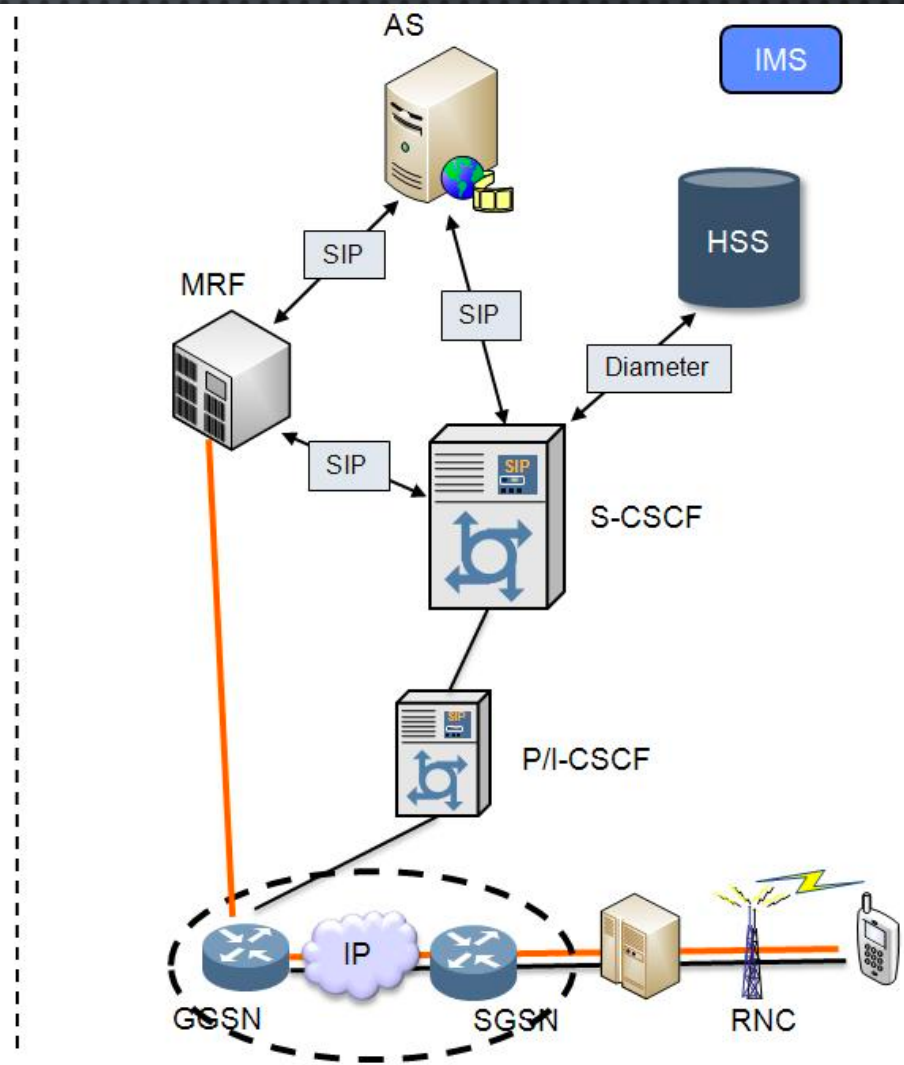 AS
IMS
HSS
SIP
MRF
SIP
Diameter
SIP
SIP
S-CSCF
SIP
P/I-CSCF
IP
GGSN
SGSN
RNC